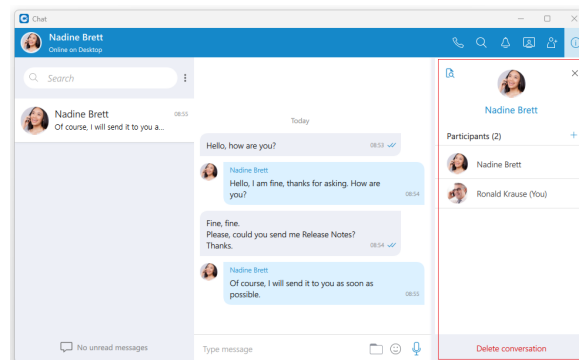 Chat
Nadine Brett
Online on Desktop
Search
Nadine Brett
08:55
Of course, I will send it to you a...
No unread messages
Today
Hello, how are you?
08:53
Nadine Brett
Hello, I am fine, thanks for asking. How are
you?
08:54
Fine, fine.
Please, could you send me Release Notes?
Thanks.
08:54
Nadine Brett
Of course, I will send it to you as soon as
possible.
08:55
Type message
Nadine Brett
Participants (2)
Nadine Brett
Ronald Krause (You)
Delete conversation